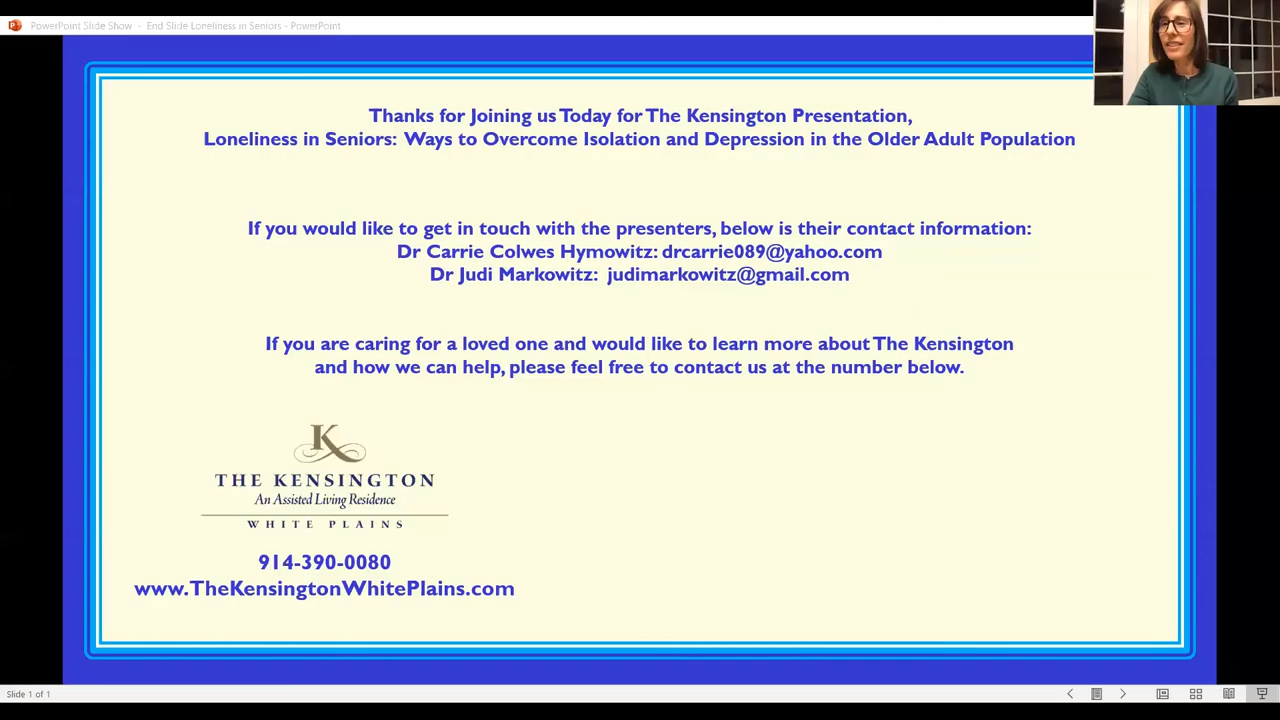 PowerPoint Slide Show - End Slide Loneliness in Seniors - PowerPoint
Thanks for Joining us Today for The Kensington Presentation,
Loneliness in Seniors: Ways to Overcome Isolation and Depression in the Older Adult Population
If you would like to get in touch with the presenters, below is their contact information:
Dr Carrie Colwes Hymowitz: drcarrie089@yahoo.com
Dr Judi Markowitz: judimarkowitz@gmail.com
If you are caring for a loved one and would like to learn more about The Kensington
and how we can help, please feel free to contact us at the number below.
K
THE KENSINGTON
An Assisted Living Residence
WHITE PLAINS
914-390-0080
www.TheKensingtonWhitePlains.com
Slide 1 of 1